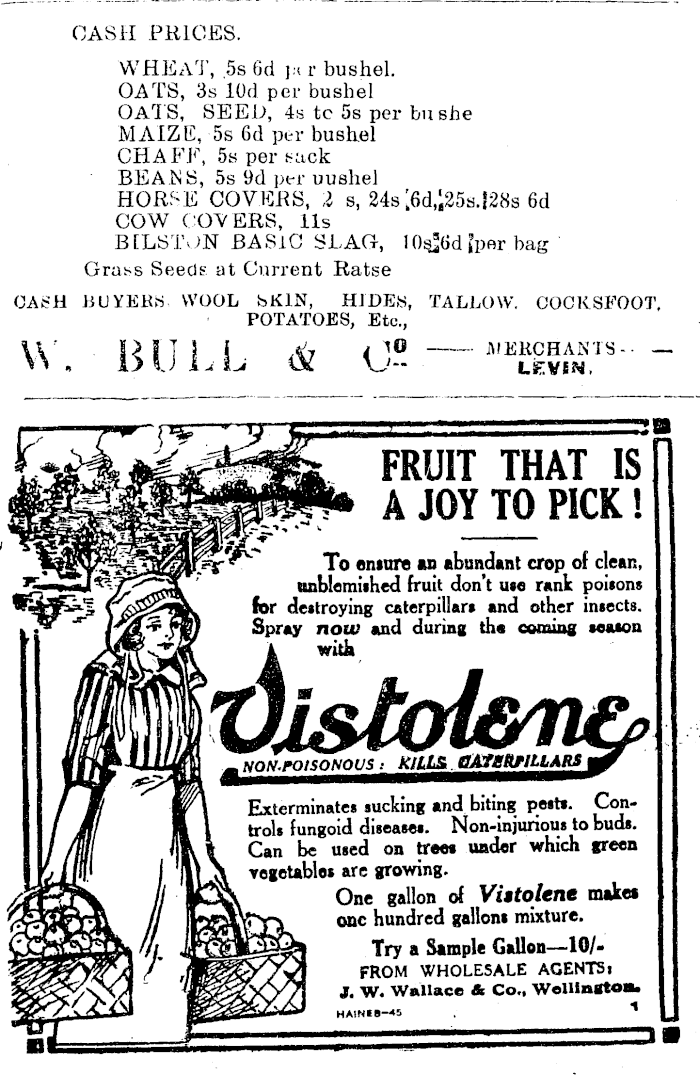 CASH PRICES.
WHEAT, 5s 6d per bushel.
OATS, 3s 10d per bushel
OATS, SEED, 4s to 5s per bushe
MAIZE, 5s 6d per bushel
CHAFF, 5s per sack
BEANS, 5s 9d per bushel
HORSE COVERS, 24s 6d, 25s. 28s 6d
COW COVERS, 11s
BILSTON BASIC SLAG, 10s 6d per bag
Grass Seeds at Current Ratse
CASH BUYERS WOOL SKIN, HIDES, TALLOW. COCKSFOOT,
POTATOES, Etc.,
W. BULL & Co —— MERCHANTS -- —
LEVIN.
FRUIT THAT IS
A JOY TO PICK!
To ensure an abundant crop of clean,
unblemished fruit don't use rank poisons
for destroying caterpillars and other insects.
Spray now and during the coming season
with
Vistolene
NON-POISONOUS: KILLS CATERPILLARS
Exterminates sucking and biting pests. Con-
trols fungoid diseases. Non-injurious to buds.
Can be used on trees under which green
vegetables are growing.
One gallon of Vistolene makes
one hundred gallons mixture.
Try a Sample Gallon—10/-
FROM WHOLESALE AGENTS:
J. W. Wallace & Co., Wellington.
HAINES—45 1